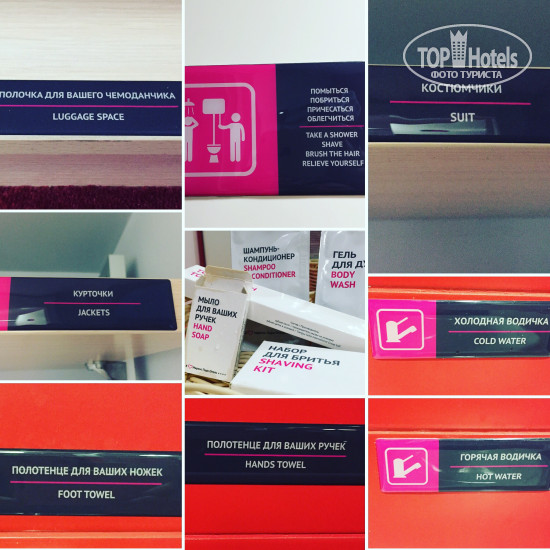 ПОЛОЧКА ДЛЯ ВАШЕГО ЧЕМОДАНЧИКА
LUGGAGE SPACE
ПОМЫТЬСЯ
ПОБРИТЬСЯ
ПРИЧЕСАТЬСЯ
ОБЛЕГЧИТЬСЯ
TAKE A SHOWER
SHAVE
BRUSH THE HAIR
RELIEVE YOURSELF
TOPHotels
ФОТО ТУРИСТА
КОСТЮМЧИКИ
SUIT
КУРТОЧКИ
JACKETS
ШАМПУНЬ-
КОНДИЦИОНЕР
SHAMPOO
CONDITIONER
ГЕЛЬ
ДЛЯ ДУ
BODY
WASH
МЫЛО
ДЛЯ ВАШИХ
РУЧЕК
HAND
SOAP
НАБОР
ДЛЯ БРИТЬЯ
SHAVING
KIT
ХОЛОДНАЯ ВОДИЧКА
COLD WATER
ПОЛОТЕНЦЕ ДЛЯ ВАШИХ НОЖЕК
FOOT TOWEL
ПОЛОТЕНЦЕ ДЛЯ ВАШИХ РУЧЕК
HANDS TOWEL
ГОРЯЧАЯ ВОДИЧКА
HOT WATER